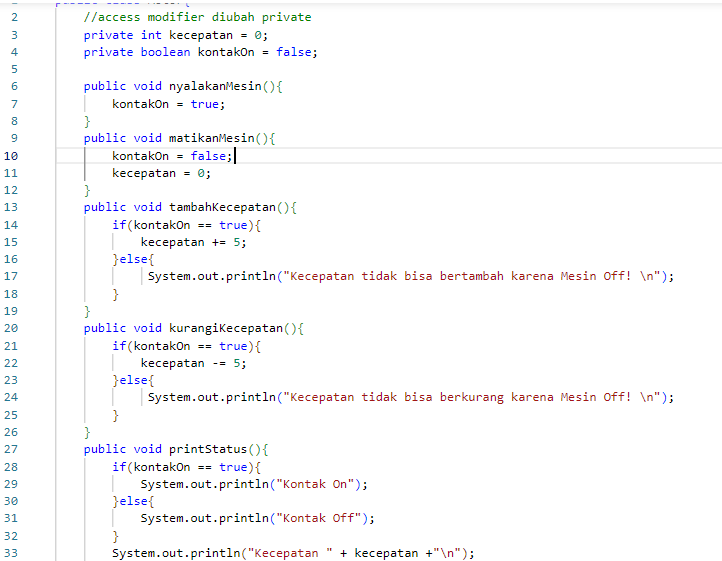 2 //access modifier diubah private
3 private int kecepatan = 0;
4 private boolean kontakOn = false;
5
6 public void nyalakanMesin(){
7 kontakOn = true;
8 }
9 public void matikanMesin(){
10 kontakOn = false;
11 kecepatan = 0;
12 }
13 public void tambahKecepatan(){
14 if(kontakOn == true){
15 kecepatan += 5;
16 }else{
17 System.out.println("Kecepatan tidak bisa bertambah karena Mesin Off! \n");
18 }
19 }
20 public void kurangiKecepatan(){
21 if(kontakOn == true){
22 kecepatan -= 5;
23 }else{
24 System.out.println("Kecepatan tidak bisa berkurang karena Mesin Off! \n");
25 }
26 }
27 public void printStatus(){
28 if(kontakOn == true){
29 System.out.println("Kontak On");
30 }else{
31 System.out.println("Kontak Off");
32 }
33 System.out.println("Kecepatan " + kecepatan +"\n");